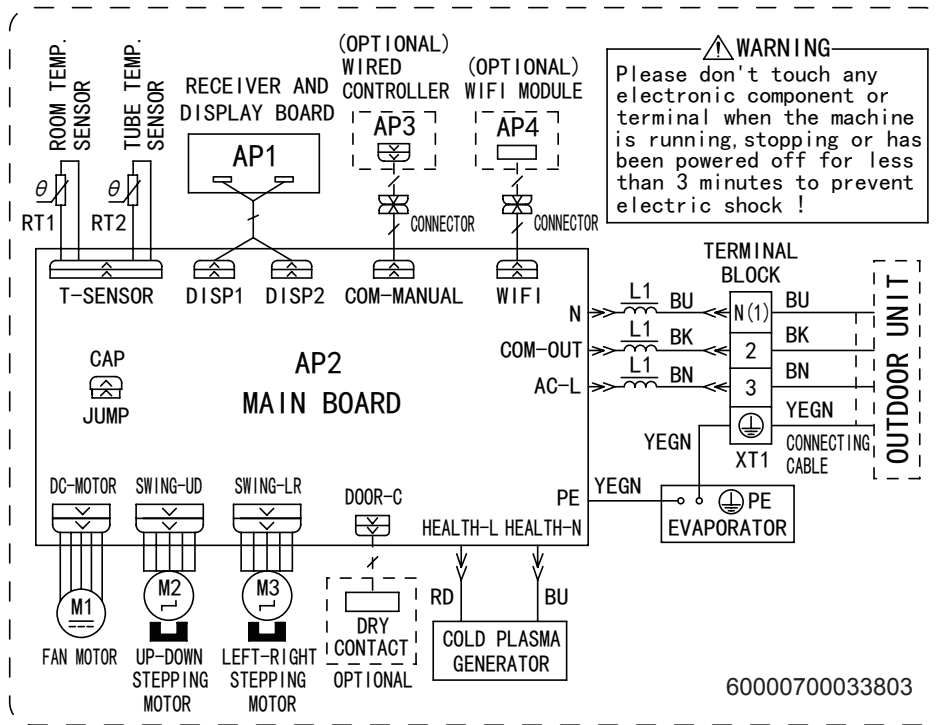 ROOM TEMP.
SENSOR
TUBE TEMP.
SENSOR
θ
RT1
θ
RT2
RECEIVER AND
DISPLAY BOARD
AP1
(OPTIONAL)
WIRED
CONTROLLER
AP3
(OPTIONAL)
WIFI MODULE
AP4
CONNECTOR
CONNECTOR
WARNING
Please don't touch any
electronic component or
terminal when the machine
is running, stopping or has
been powered off for less
than 3 minutes to prevent
electric shock !
T-SENSOR
DISP1
DISP2
COM-MANUAL
WIFI
TERMINAL
BLOCK
N
L1
BU
N(1)
BU
COM-OUT
L1
BK
2
BK
AC-L
L1
BN
3
BN
YEGN
YEGN
XT1
CONNECTING
CABLE
OUTDOOR UNIT
CAP
JUMP
AP2
MAIN BOARD
PE
YEGN
PE
EVAPORATOR
DC-MOTOR
SWING-UD
SWING-LR
DOOR-C
HEALTH-L
HEALTH-N
M1
FAN MOTOR
M2
UP-DOWN
STEPPING
MOTOR
M3
LEFT-RIGHT
STEPPING
MOTOR
DRY
CONTACT
OPTIONAL
RD
BU
COLD PLASMA
GENERATOR
60000700033803